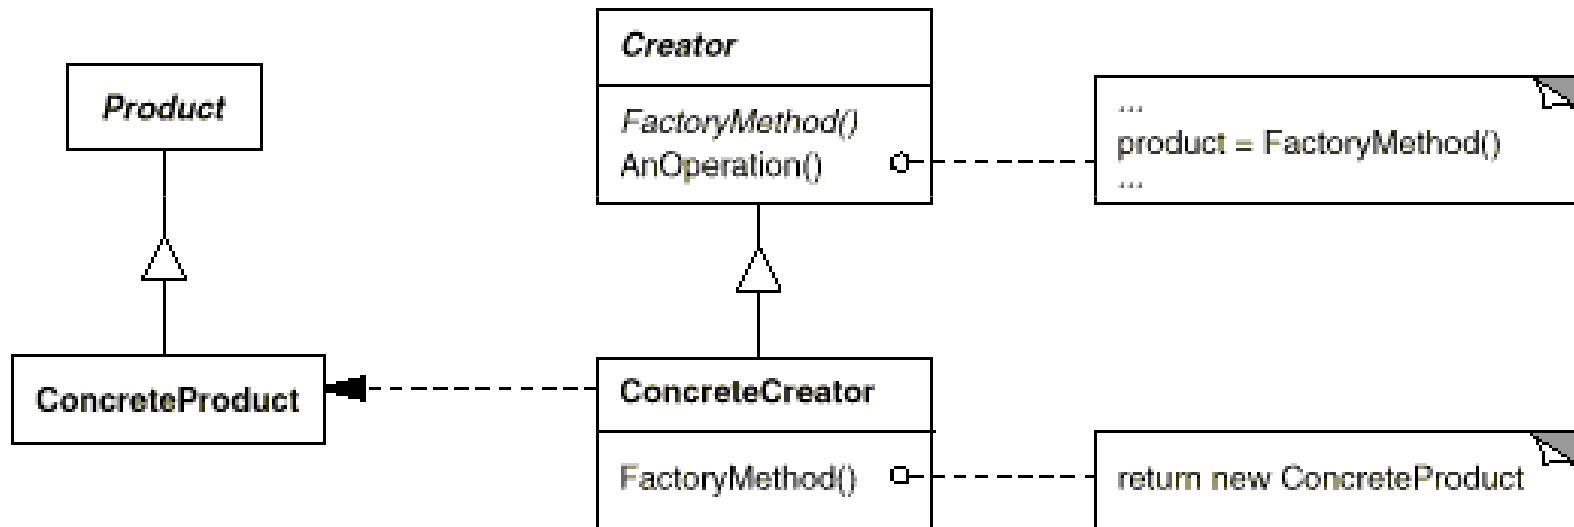 Product
Creator
FactoryMethod()
AnOperation()
...
product = FactoryMethod()
...
ConcreteProduct
ConcreteCreator
FactoryMethod()
return new ConcreteProduct